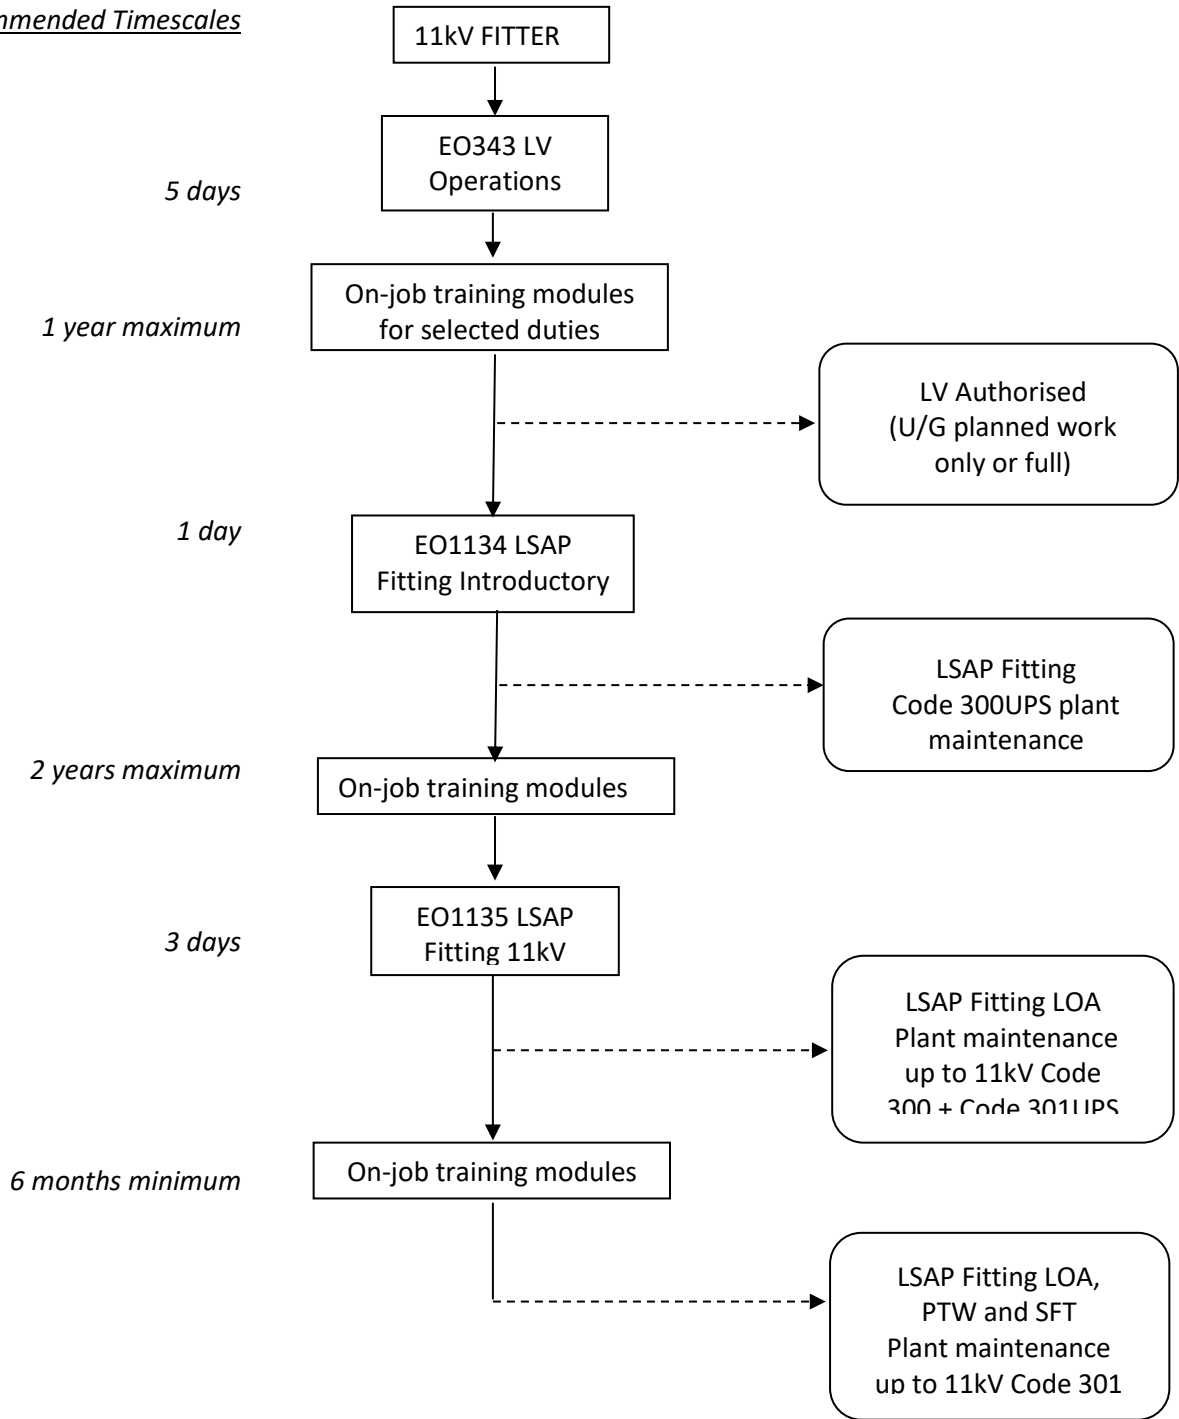 mmended Timescales
11kV FITTER
EO343 LV
Operations
5 days
On-job training modules
for selected duties
1 year maximum
LV Authorised
(U/G planned work
only or full)
1 day
EO1134 LSAP
Fitting Introductory
LSAP Fitting
Code 300UPS plant
maintenance
2 years maximum
On-job training modules
EO1135 LSAP
Fitting 11kV
3 days
LSAP Fitting LOA
Plant maintenance
up to 11kV Code
300 + Code 301UPS
On-job training modules
6 months minimum
LSAP Fitting LOA,
PTW and SFT
Plant maintenance
up to 11kV Code 301